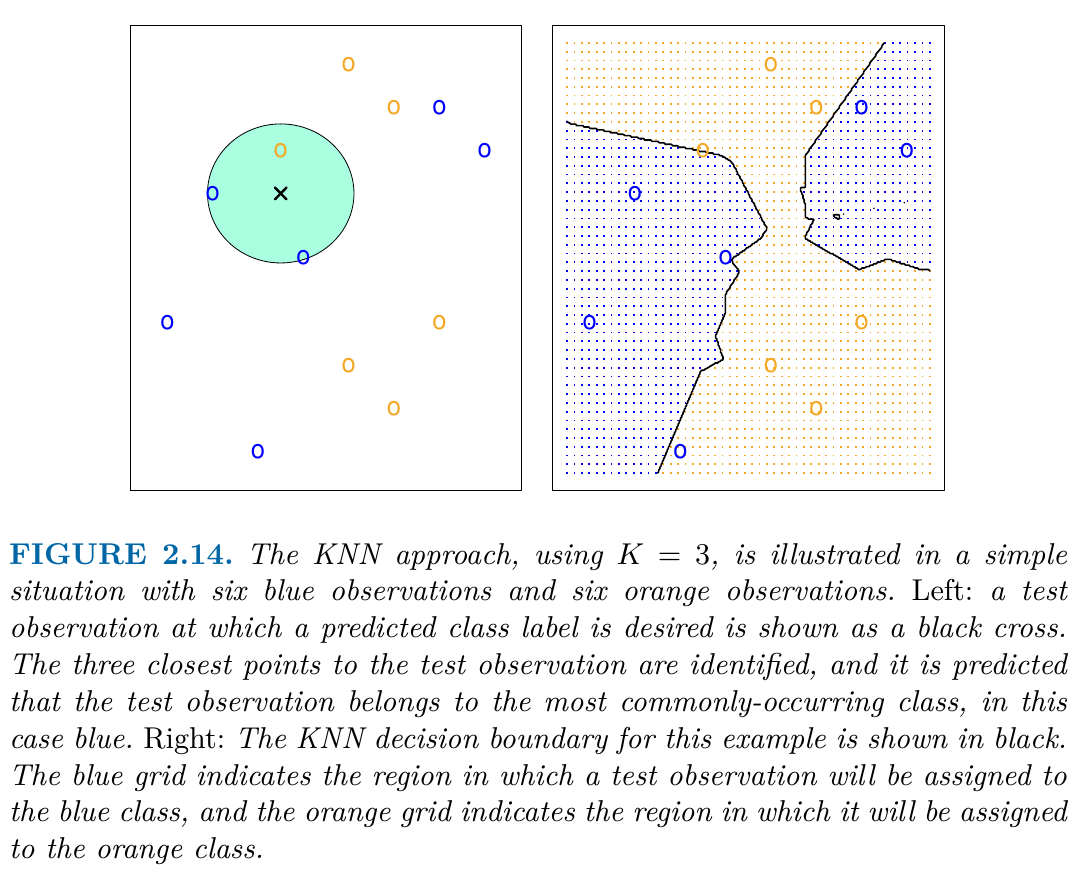 FIGURE 2.14. The KNN approach, using K = 3, is illustrated in a simple
situation with six blue observations and six orange observations. Left: a test
observation at which a predicted class label is desired is shown as a black cross.
The three closest points to the test observation are identified, and it is predicted
that the test observation belongs to the most commonly-occurring class, in this
case blue. Right: The KNN decision boundary for this example is shown in black.
The blue grid indicates the region in which a test observation will be assigned to
the blue class, and the orange grid indicates the region in which it will be assigned
to the orange class.